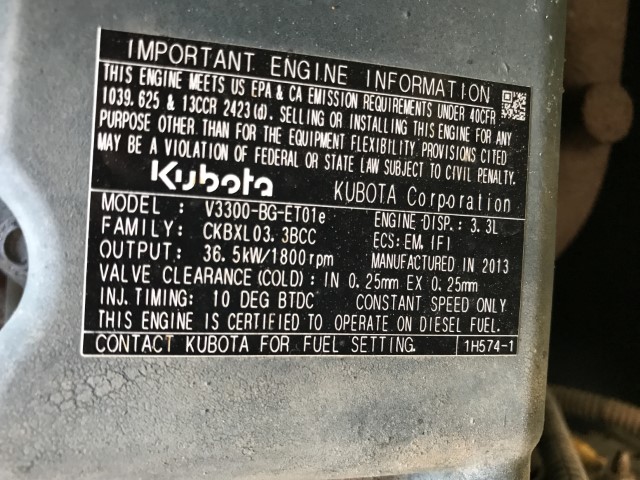 IMPORTANT ENGINE INFORMATION
THIS ENGINE MEETS US EPA & CA EMISSION REQUIREMENTS UNDER 40CFR
1039.625 & 13CCR 2423(d). SELLING OR INSTALLING THIS ENGINE FOR ANY
PURPOSE OTHER THAN FOR THE EQUIPMENT FLEXIBILITY PROVISIONS CITED
MAY BE A VIOLATION OF FEDERAL OR STATE LAW SUBJECT TO CIVIL PENALTY.
Kubota KUBOTA Corporation
MODEL : V3300-BG-ET01e ENGINE DISP.: 3.3L
FAMILY: CKBXL03.3BCC ECS: EM, IFI
OUTPUT: 36.5kW/1800rpm MANUFACTURED IN 2013
VALVE CLEARANCE(COLD): IN 0.25mm EX 0.25mm
INJ. TIMING: 10 DEG BTDC CONSTANT SPEED ONLY
THIS ENGINE IS CERTIFIED TO OPERATE ON DIESEL FUEL.
CONTACT KUBOTA FOR FUEL SETTING. 1H574-1